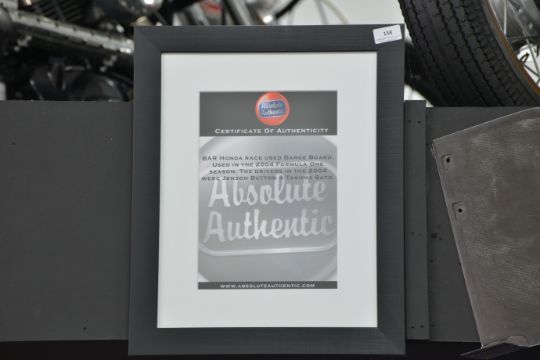 158
Absolute
Authentic
CERTIFICATE OF AUTHENTICITY
BAR HONDA RACE USED BARGE BOARD.
USED IN THE 2004 FORMULA ONE
SEASON. THE DRIVERS IN THE 2004
WERE JENSON BUTTON & TAKUMA SATO.
Absolute
Authentic
WWW.ABSOLUTEAUTHENTIC.COM